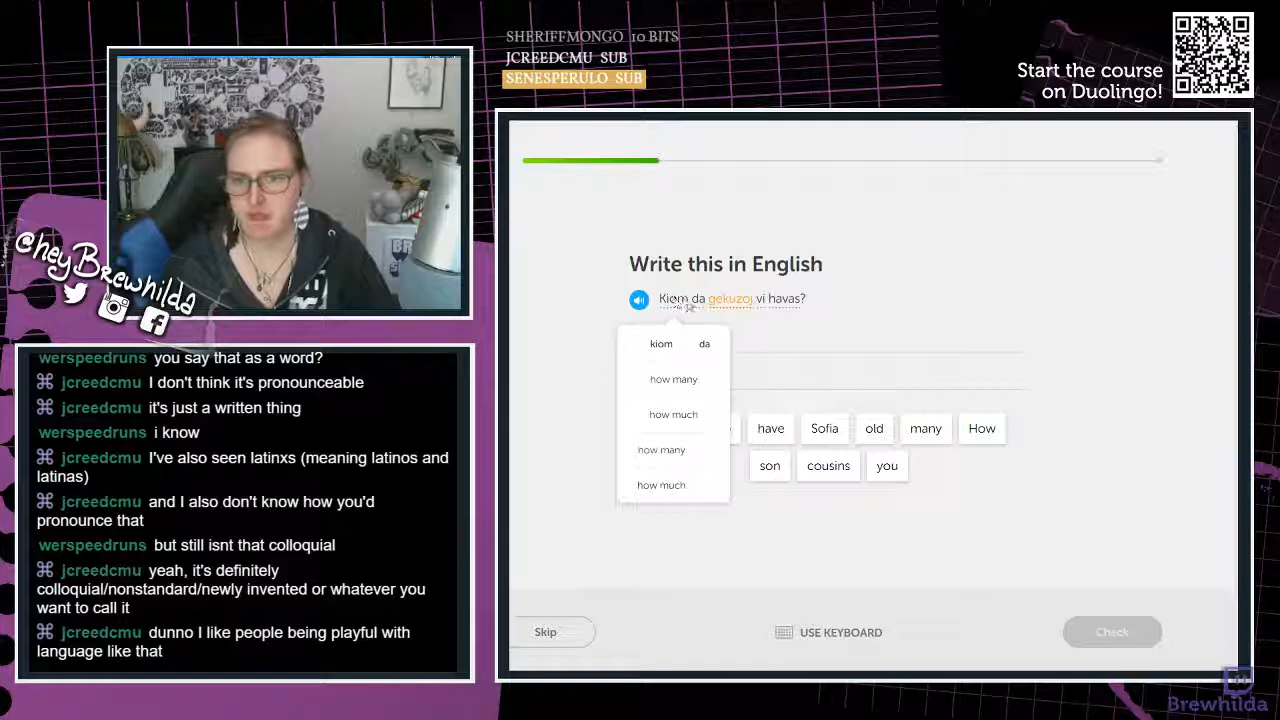 SHERIFFMONGO 10 BITS
JCREEDCMU SUB
SENESPERULO SUB
Start the course
on Duolingo!
@heyBrewhilda
Write this in English
Kiom da gekuzoj vi havas?
kiom da
how many
how much
how many
how much
have Sofia old many How
son cousins you
Skip
USE KEYBOARD
Check
werspeedruns you say that as a word?
jcreedcmu I don't think it's pronounceable
jcreedcmu it's just a written thing
werspeedruns i know
jcreedcmu I've also seen latinxs (meaning latinos and
latinas)
jcreedcmu and I also don't know how you'd
pronounce that
werspeedruns but still isnt that colloquial
jcreedcmu yeah, it's definitely
colloquial/nonstandard/newly invented or whatever you
want to call it
jcreedcmu dunno I like people being playful with
language like that
Brewhilda